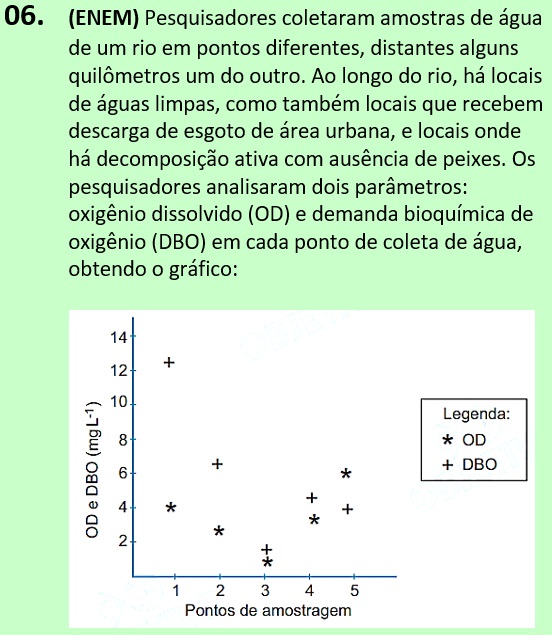 06. (ENEM) Pesquisadores coletaram amostras de água
de um rio em pontos diferentes, distantes alguns
quilômetros um do outro. Ao longo do rio, há locais
de águas limpas, como também locais que recebem
descarga de esgoto de área urbana, e locais onde
há decomposição ativa com ausência de peixes. Os
pesquisadores analisaram dois parâmetros:
oxigênio dissolvido (OD) e demanda bioquímica de
oxigênio (DBO) em cada ponto de coleta de água,
obtendo o gráfico:
OD e DBO (mg L⁻¹)
14
12
10
8
6
4
2
1 2 3 4 5
Pontos de amostragem
Legenda:
* OD
+ DBO